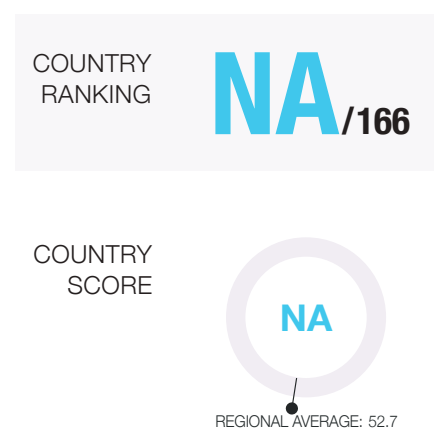 COUNTRY
RANKING
NA/166
COUNTRY
SCORE
NA
REGIONAL AVERAGE: 52.7